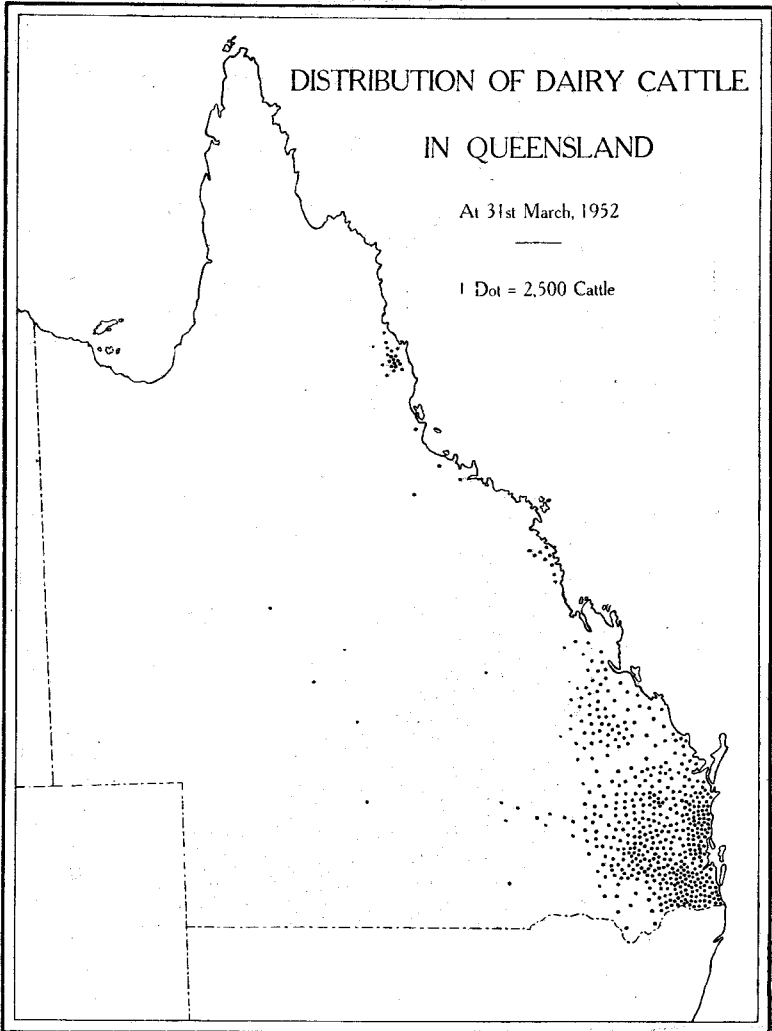 DISTRIBUTION OF DAIRY CATTLE
IN QUEENSLAND
At 31st March, 1952
1 Dot = 2,500 Cattle